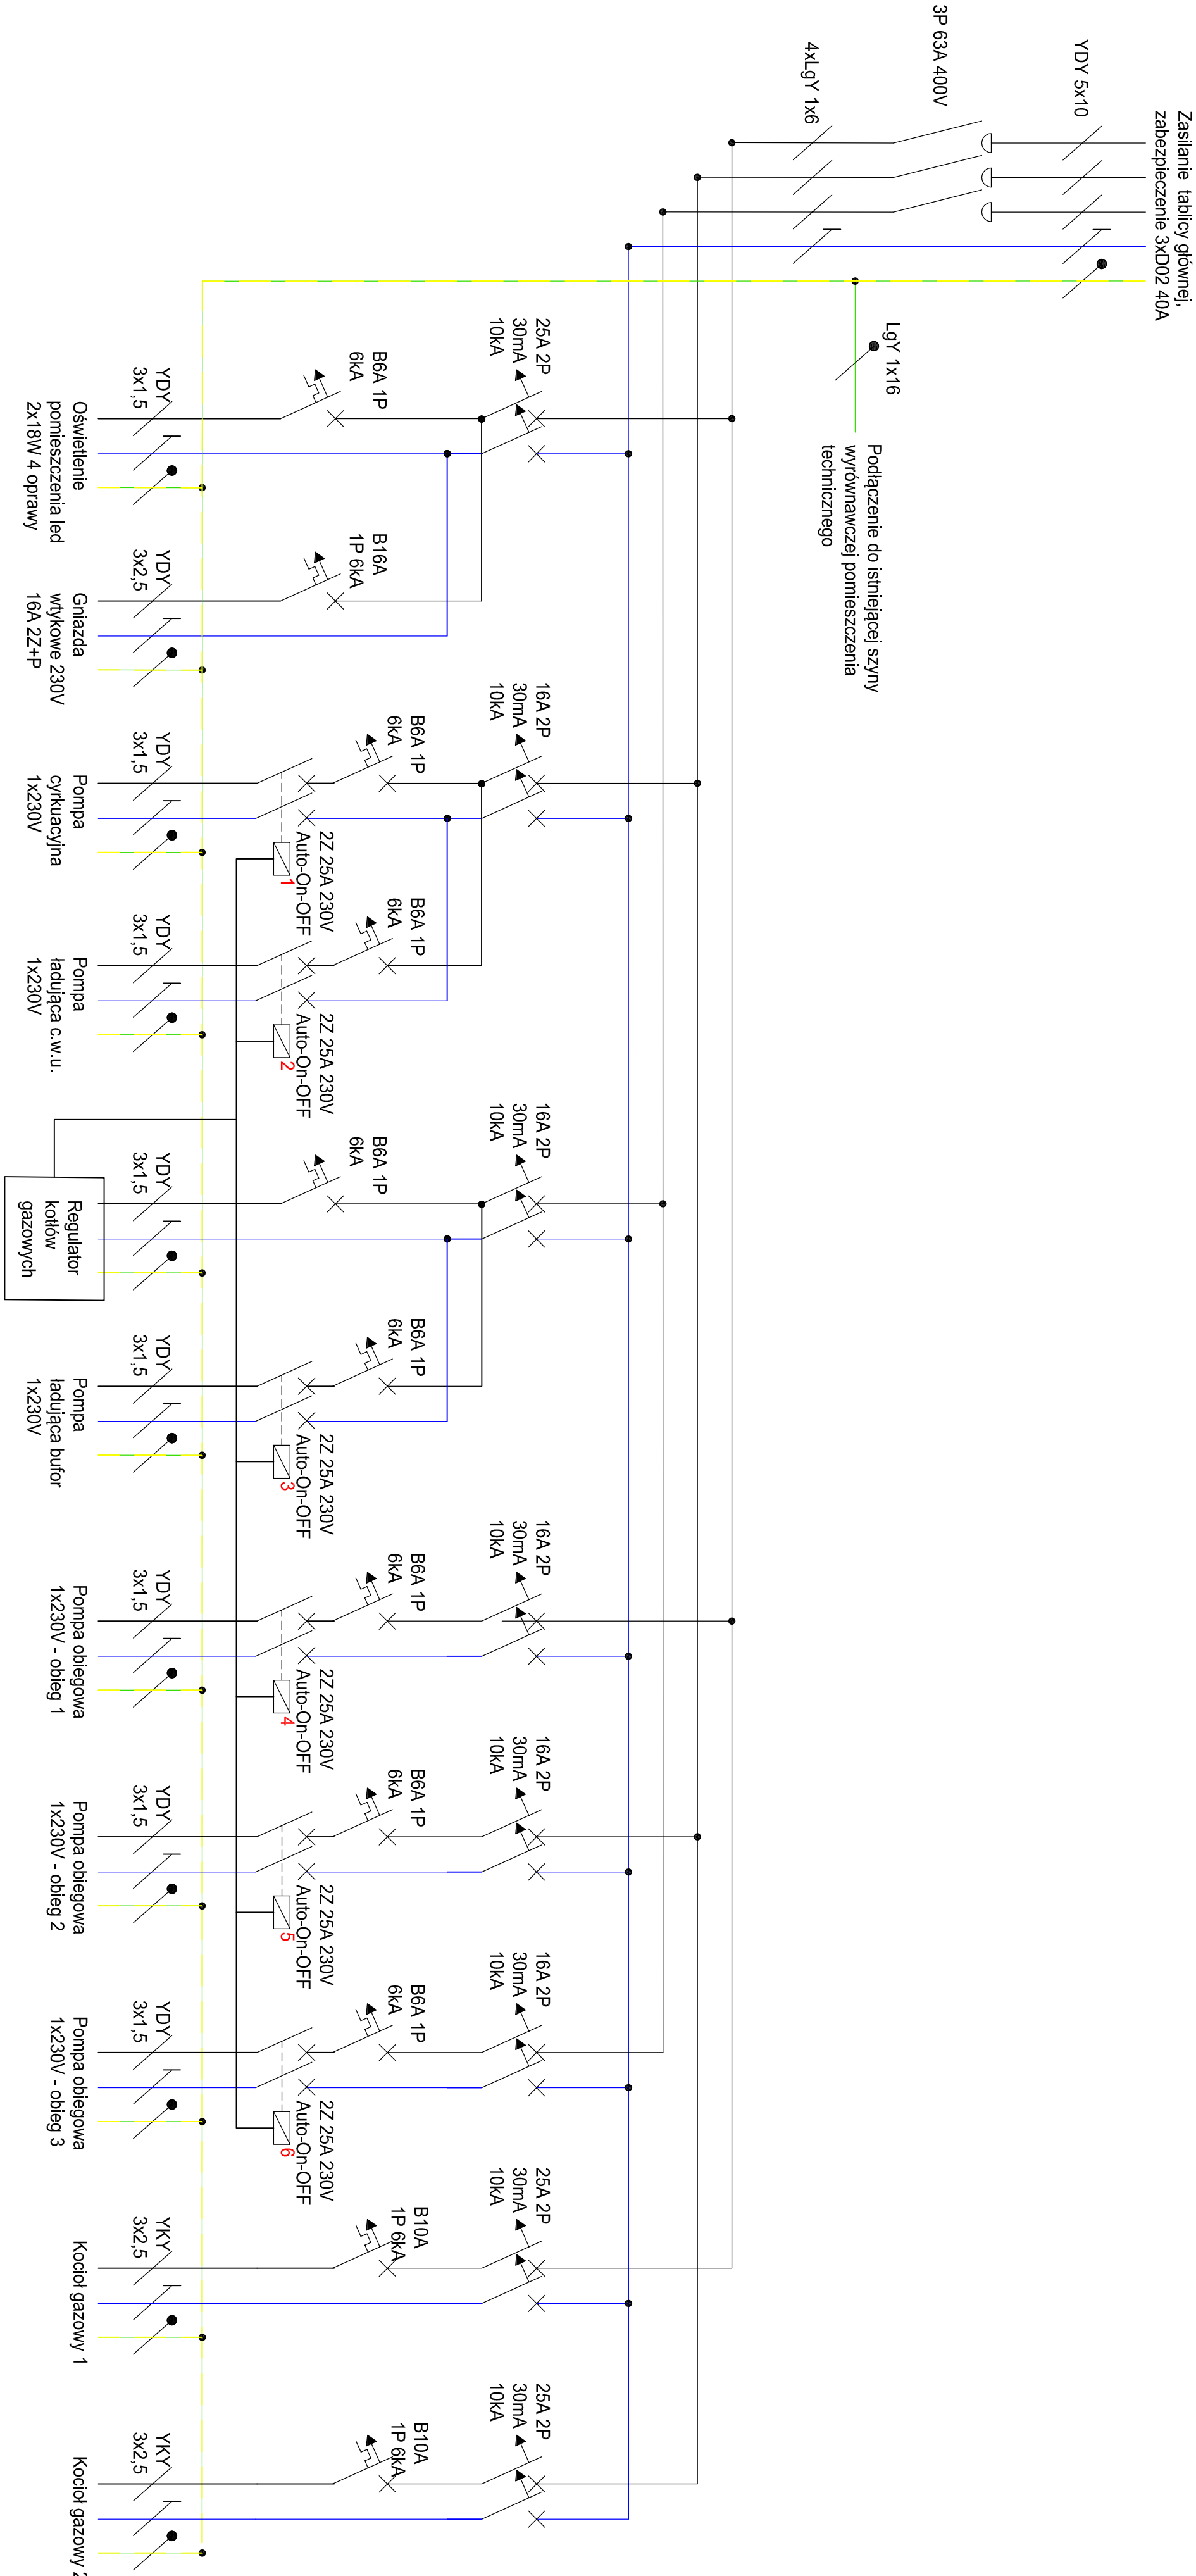 Zasilanie tablicy głównej,
zabezpieczenie 3xD02 40A
YDY 5x10
3P 63A 400V
4xLgY 1x6
LgY 1x16
Podłączenie do istniejącej szyny
wyrównawczej pomieszczenia
technicznego
25A 2P
30mA
10kA
B6A 1P
6kA
YDY
3x1,5
Oświetlenie
pomieszczenia led
2x18W 4 oprawy
B16A
1P 6kA
YDY
3x2,5
Gniazda
wtykowe 230V
16A 2Z+P
16A 2P
30mA
10kA
B6A 1P
6kA
2Z 25A 230V
Auto-On-OFF
1
YDY
3x1,5
Pompa
cyrkuacyjna
1x230V
B6A 1P
6kA
2Z 25A 230V
Auto-On-OFF
2
YDY
3x1,5
Pompa
ładująca c.w.u.
1x230V
16A 2P
30mA
10kA
B6A 1P
6kA
YDY
3x1,5
Regulator
kotłów
gazowych
B6A 1P
6kA
2Z 25A 230V
Auto-On-OFF
3
YDY
3x1,5
Pompa
ładująca bufor
1x230V
16A 2P
30mA
10kA
B6A 1P
6kA
2Z 25A 230V
Auto-On-OFF
4
YDY
3x1,5
Pompa obiegowa
1x230V - obieg 1
16A 2P
30mA
10kA
B6A 1P
6kA
2Z 25A 230V
Auto-On-OFF
5
YDY
3x1,5
Pompa obiegowa
1x230V - obieg 2
16A 2P
30mA
10kA
B6A 1P
6kA
2Z 25A 230V
Auto-On-OFF
6
YDY
3x1,5
Pompa obiegowa
1x230V - obieg 3
25A 2P
30mA
10kA
B10A
1P 6kA
YKY
3x2,5
Kocioł gazowy 1
25A 2P
30mA
10kA
B10A
1P 6kA
YKY
3x2,5
Kocioł gazowy 2